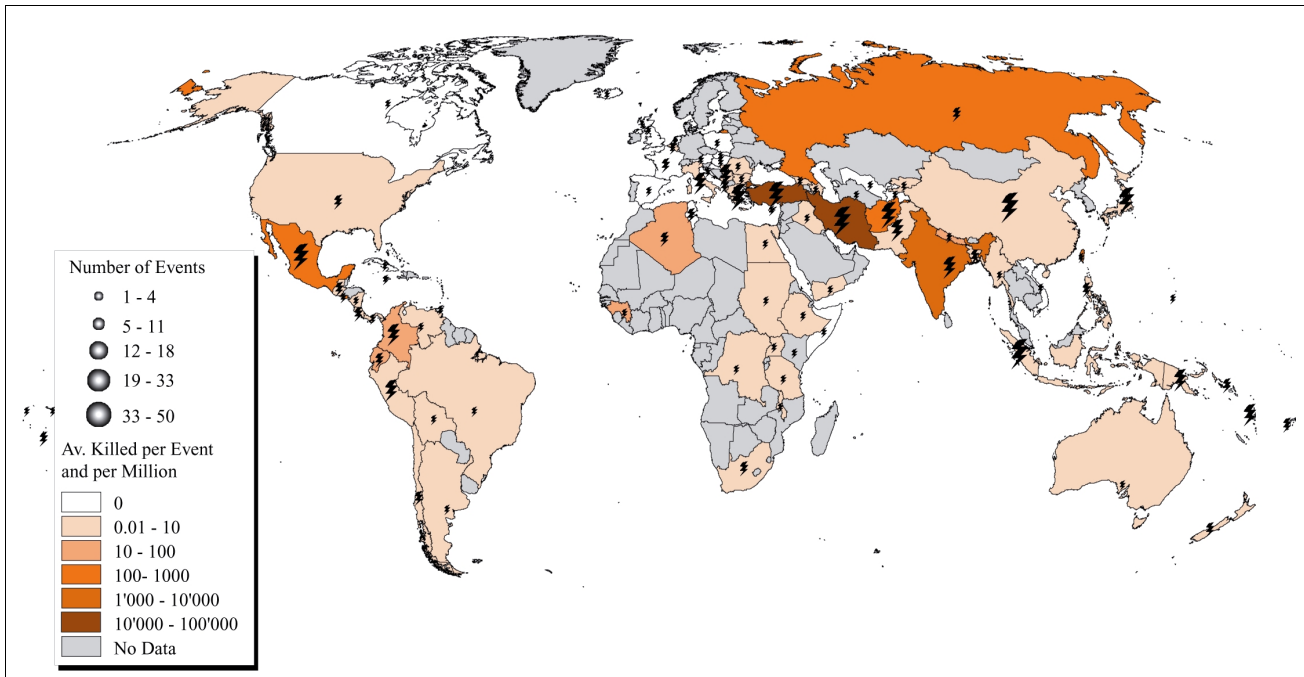 Number of Events
1 - 4
5 - 11
12 - 18
19 - 33
33 - 50
Av. Killed per Event
and per Million
0
0.01 - 10
10 - 100
100- 1000
1'000 - 10'000
10'000 - 100'000
No Data